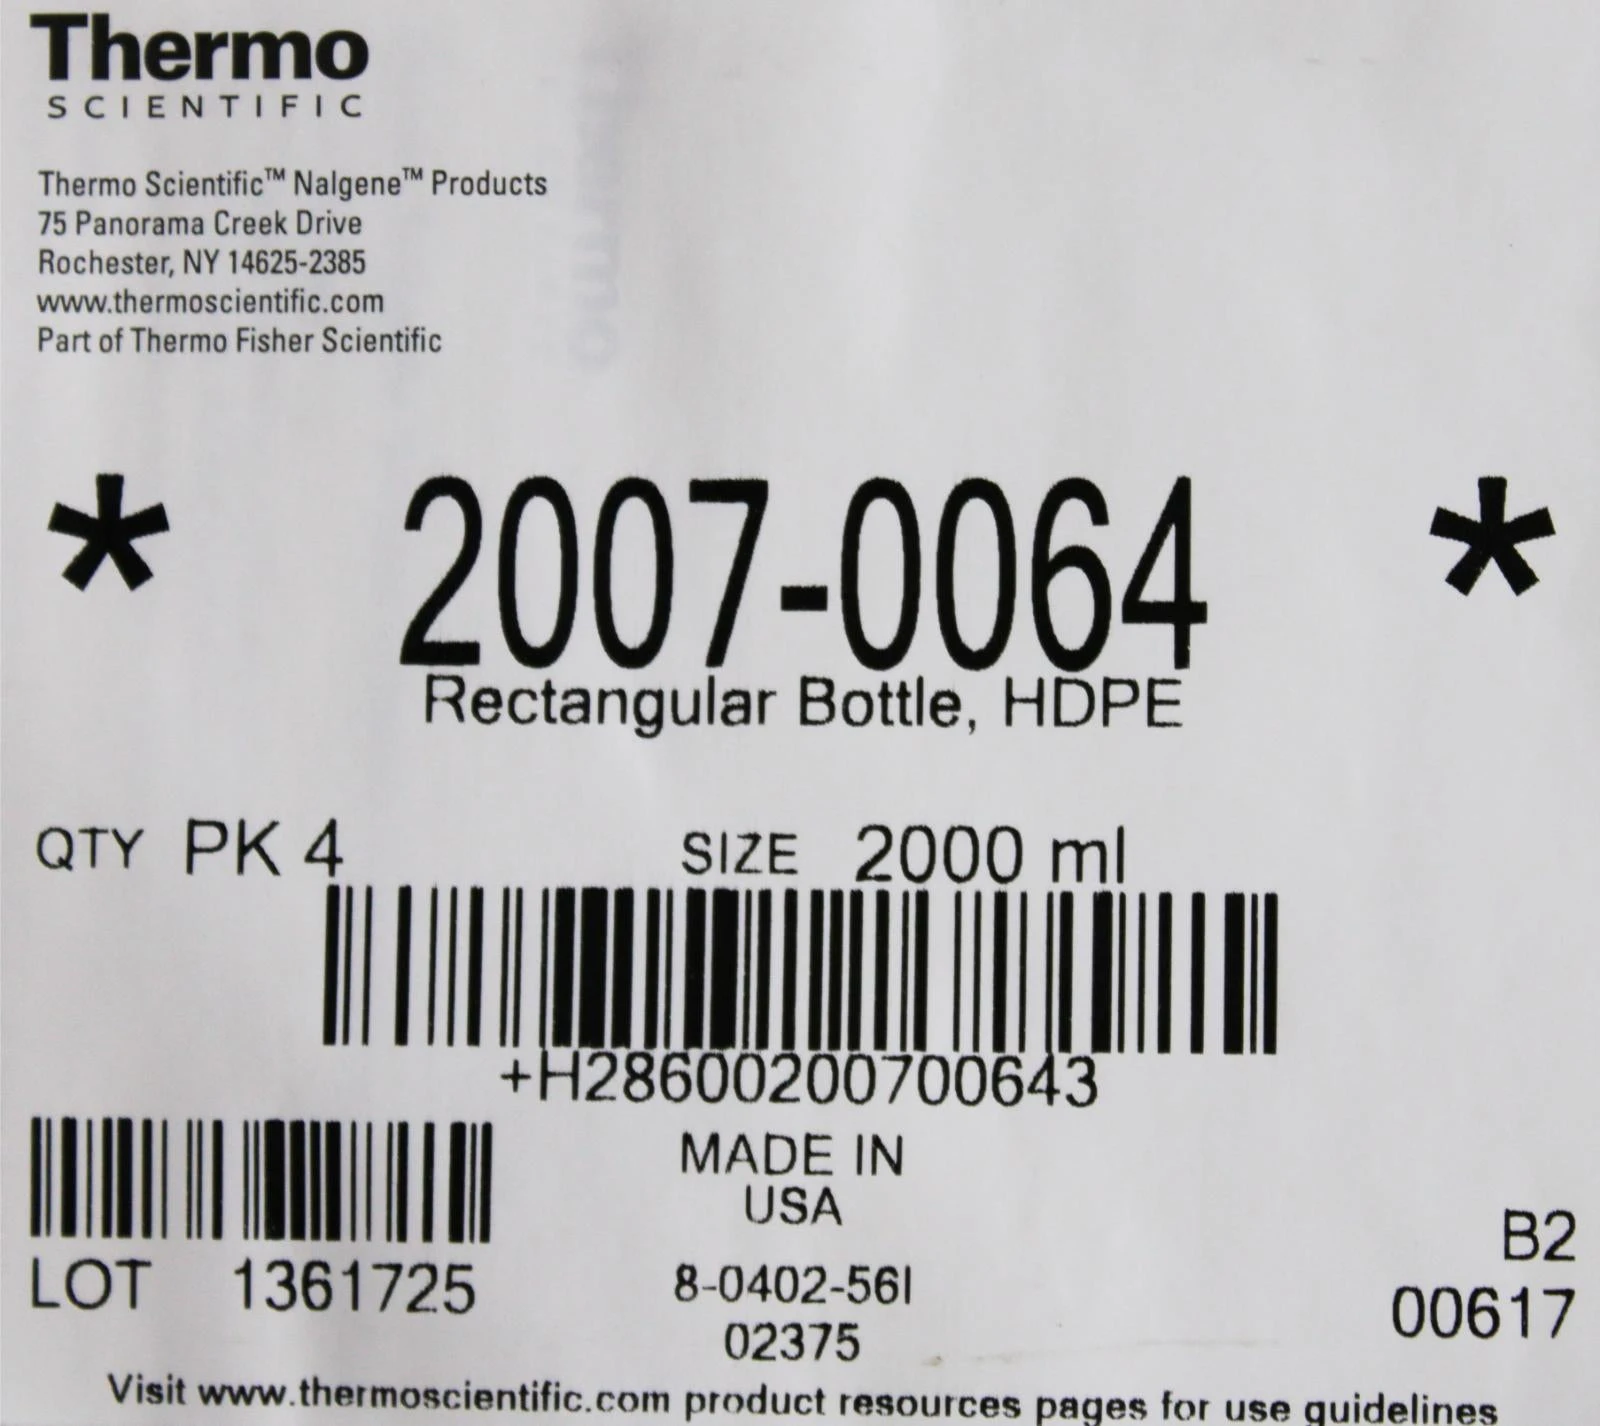 Thermo
SCIENTIFIC
Thermo Scientific™ Nalgene™ Products
75 Panorama Creek Drive
Rochester, NY 14625-2385
www.thermoscientific.com
Part of Thermo Fisher Scientific
* 2007-0064 *
Rectangular Bottle, HDPE
QTY PK 4 SIZE 2000 ml
+H28600200700643
MADE IN
USA
B2
LOT 1361725 8-0402-56I
00617
02375
Visit www.thermoscientific.com product resources pages for use guidelines